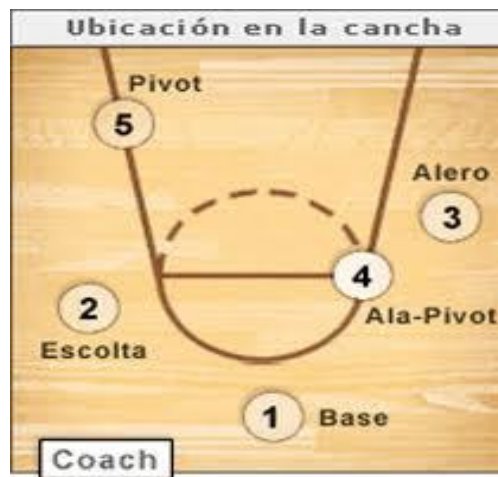 Ubicación en la cancha
Pivot
5
Alero
3
4
2
Ala-Pivot
Escolta
1 Base
Coach